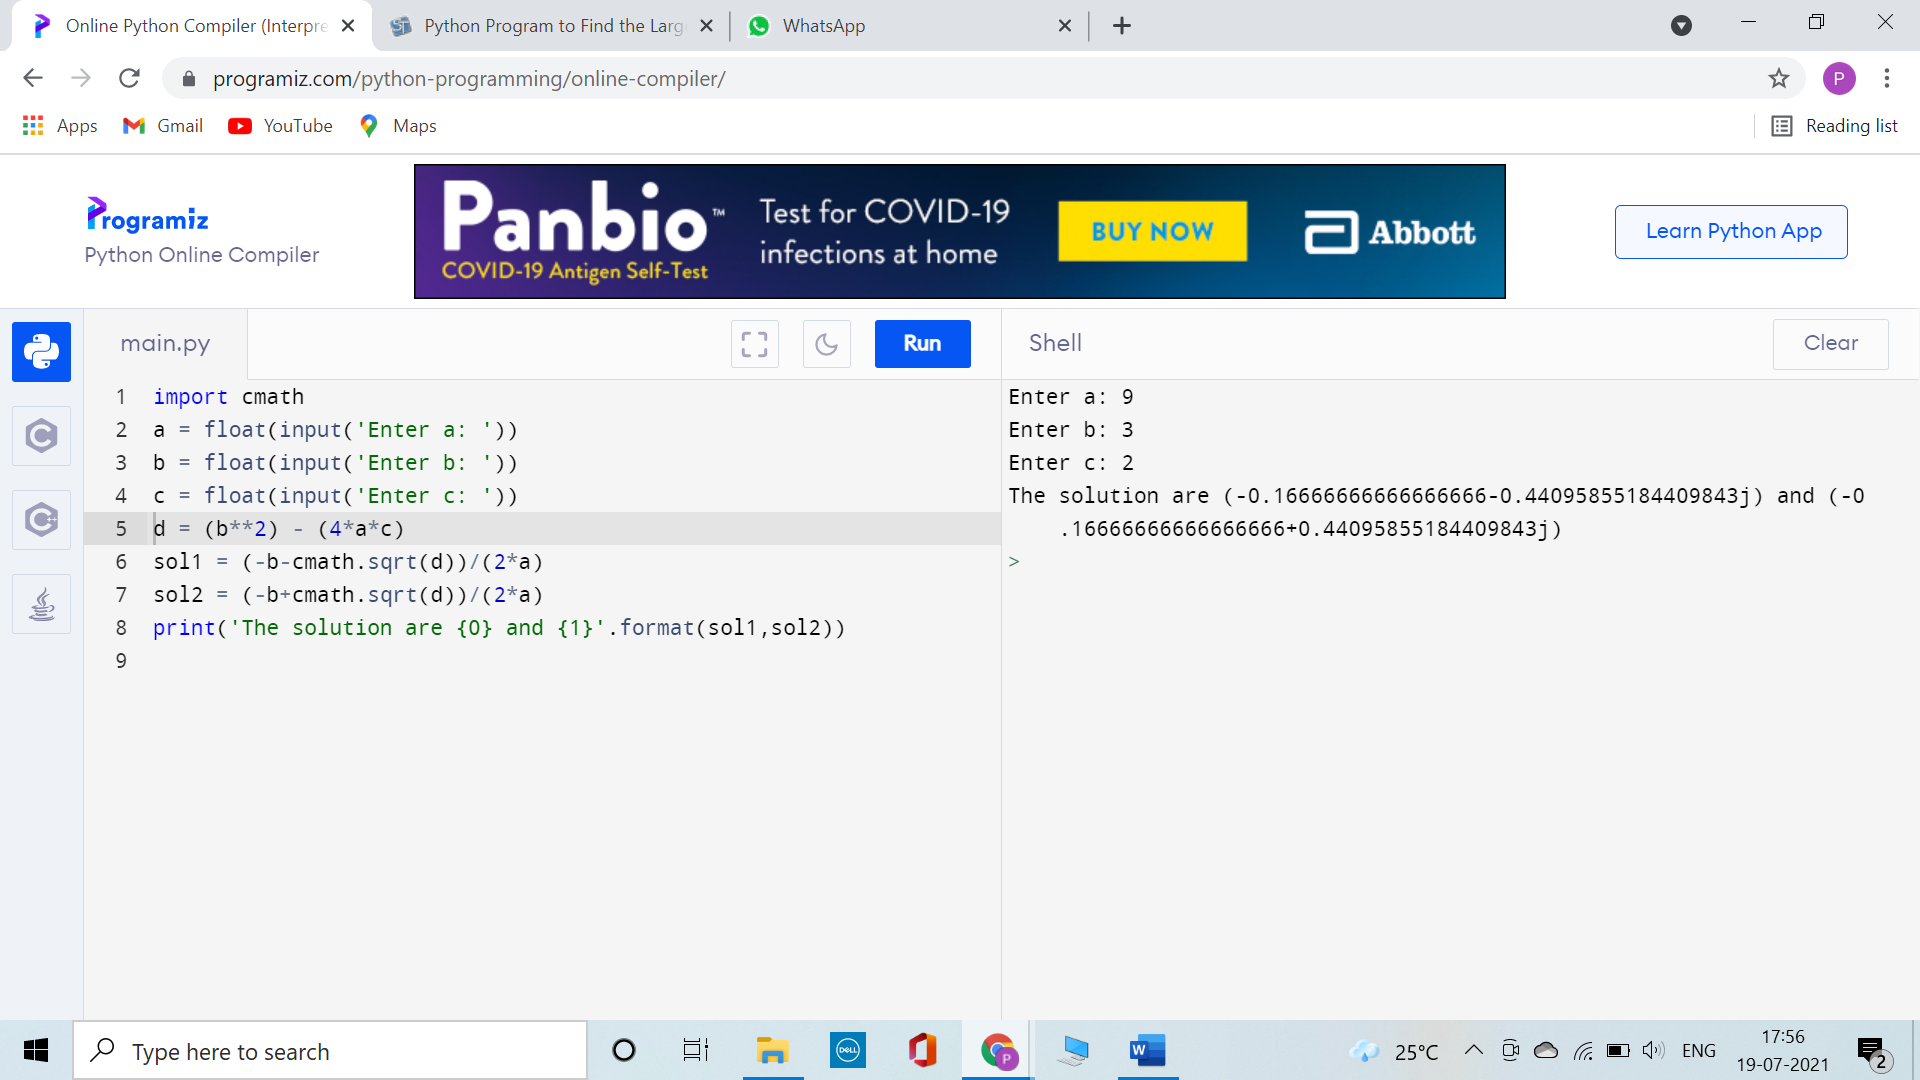 Online Python Compiler (Interpre
Python Program to Find the Larg
WhatsApp
programiz.com/python-programming/online-compiler/
P
Apps
Gmail
YouTube
Maps
Reading list
Programiz
Python Online Compiler
Panbio™
COVID-19 Antigen Self-Test
Test for COVID-19
infections at home
BUY NOW
Abbott
Learn Python App
main.py
Run
Shell
Clear
1 import cmath
2 a = float(input('Enter a: '))
3 b = float(input('Enter b: '))
4 c = float(input('Enter c: '))
5 d = (b**2) - (4*a*c)
6 sol1 = (-b-cmath.sqrt(d))/(2*a)
7 sol2 = (-b+cmath.sqrt(d))/(2*a)
8 print('The solution are {0} and {1}'.format(sol1,sol2))
9
Enter a: 9
Enter b: 3
Enter c: 2
The solution are (-0.16666666666666666-0.44095855184409843j) and (-0
.16666666666666666+0.44095855184409843j)
>
Type here to search
DELL
P
W
25°C
ENG
17:56
19-07-2021
2